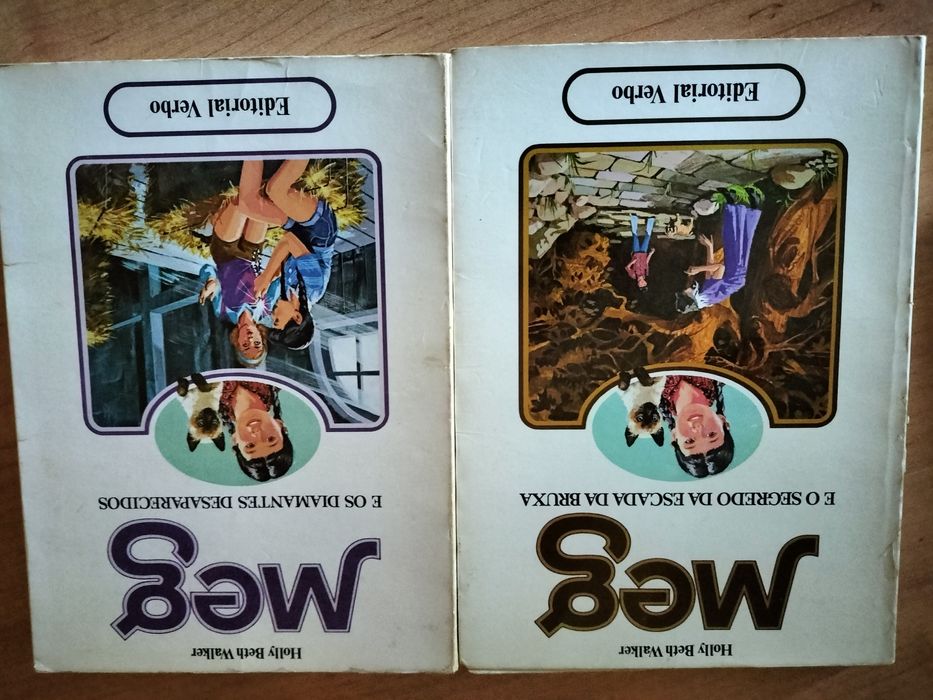 Holly Beth Walker
Meg
E O SEGREDO DA ESCADA DA BRUXA
Editorial Verbo
Holly Beth Walker
Meg
E OS DIAMANTES DESAPARECIDOS
Editorial Verbo